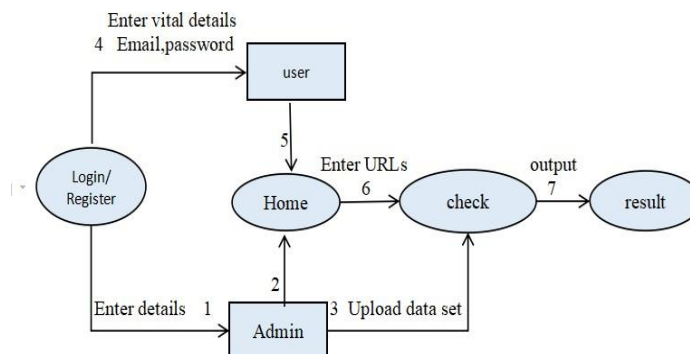 Enter vital details
4 Email,password
user
5
Login/
Register
Enter URLs
6
output
7
Home
check
result
2
Enter details 1
3 Upload data set
Admin